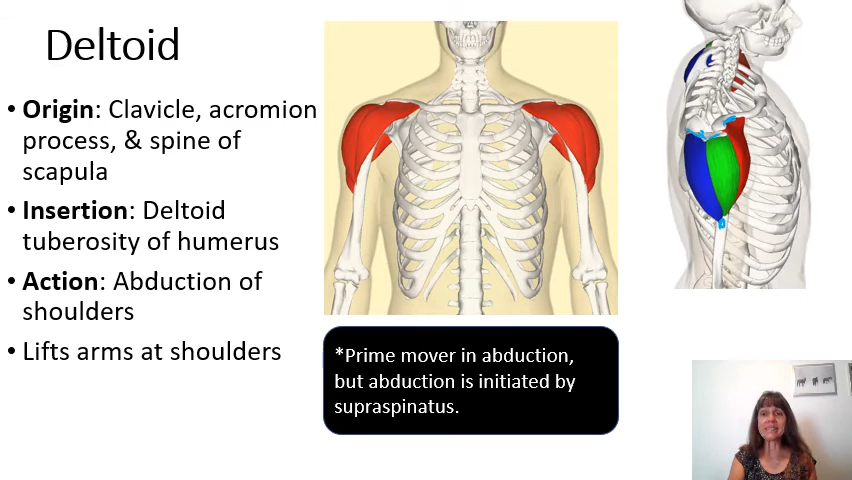 Deltoid
• Origin: Clavicle, acromion
process, & spine of
scapula
• Insertion: Deltoid
tuberosity of humerus
• Action: Abduction of
shoulders
• Lifts arms at shoulders
*Prime mover in abduction,
but abduction is initiated by
supraspinatus.